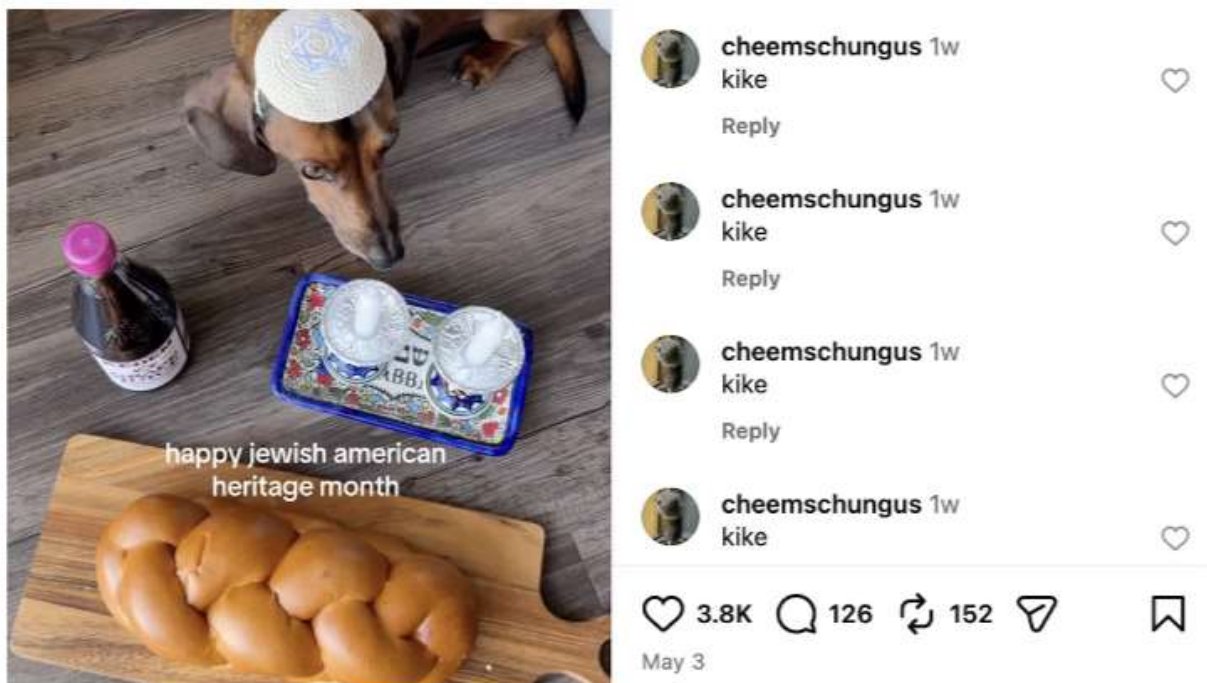 happy jewish american
heritage month
ABB
cheemschungus 1w
kike
Reply
cheemschungus 1w
kike
Reply
cheemschungus 1w
kike
Reply
cheemschungus 1w
kike
3.8K 126 152
May 3